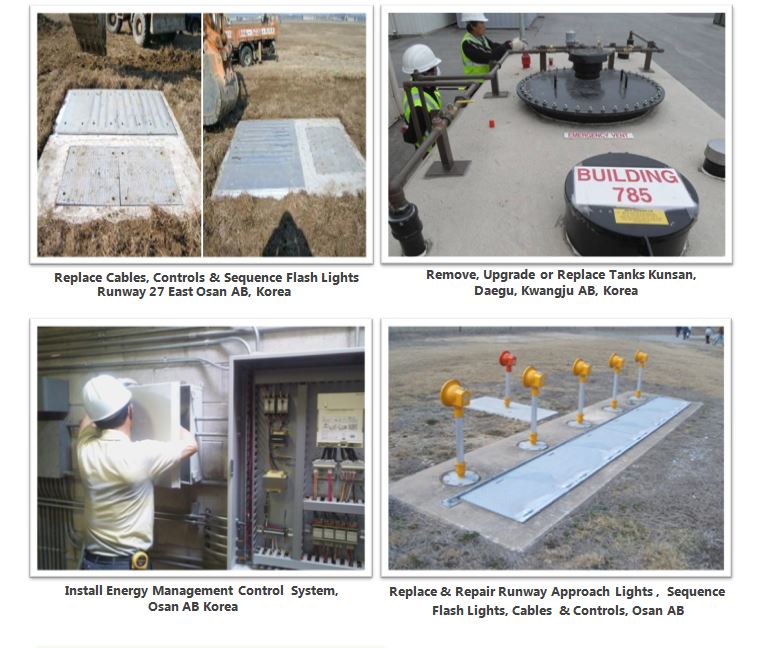 EMERGENCY VENT
BUILDING
785
Replace Cables, Controls & Sequence Flash Lights
Runway 27 East Osan AB, Korea
Remove, Upgrade or Replace Tanks Kunsan,
Daegu, Kwangju AB, Korea
Install Energy Management Control System,
Osan AB Korea
Replace & Repair Runway Approach Lights , Sequence
Flash Lights, Cables & Controls, Osan AB